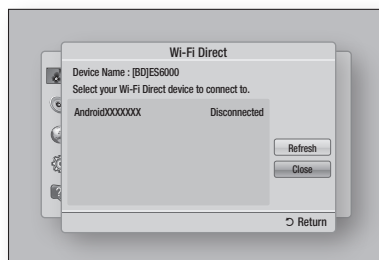 Wi-Fi Direct
Device Name : [BD]ES6000
Select your Wi-Fi Direct device to connect to.
AndroidXXXXXXX Disconnected
Refresh
Close
Return